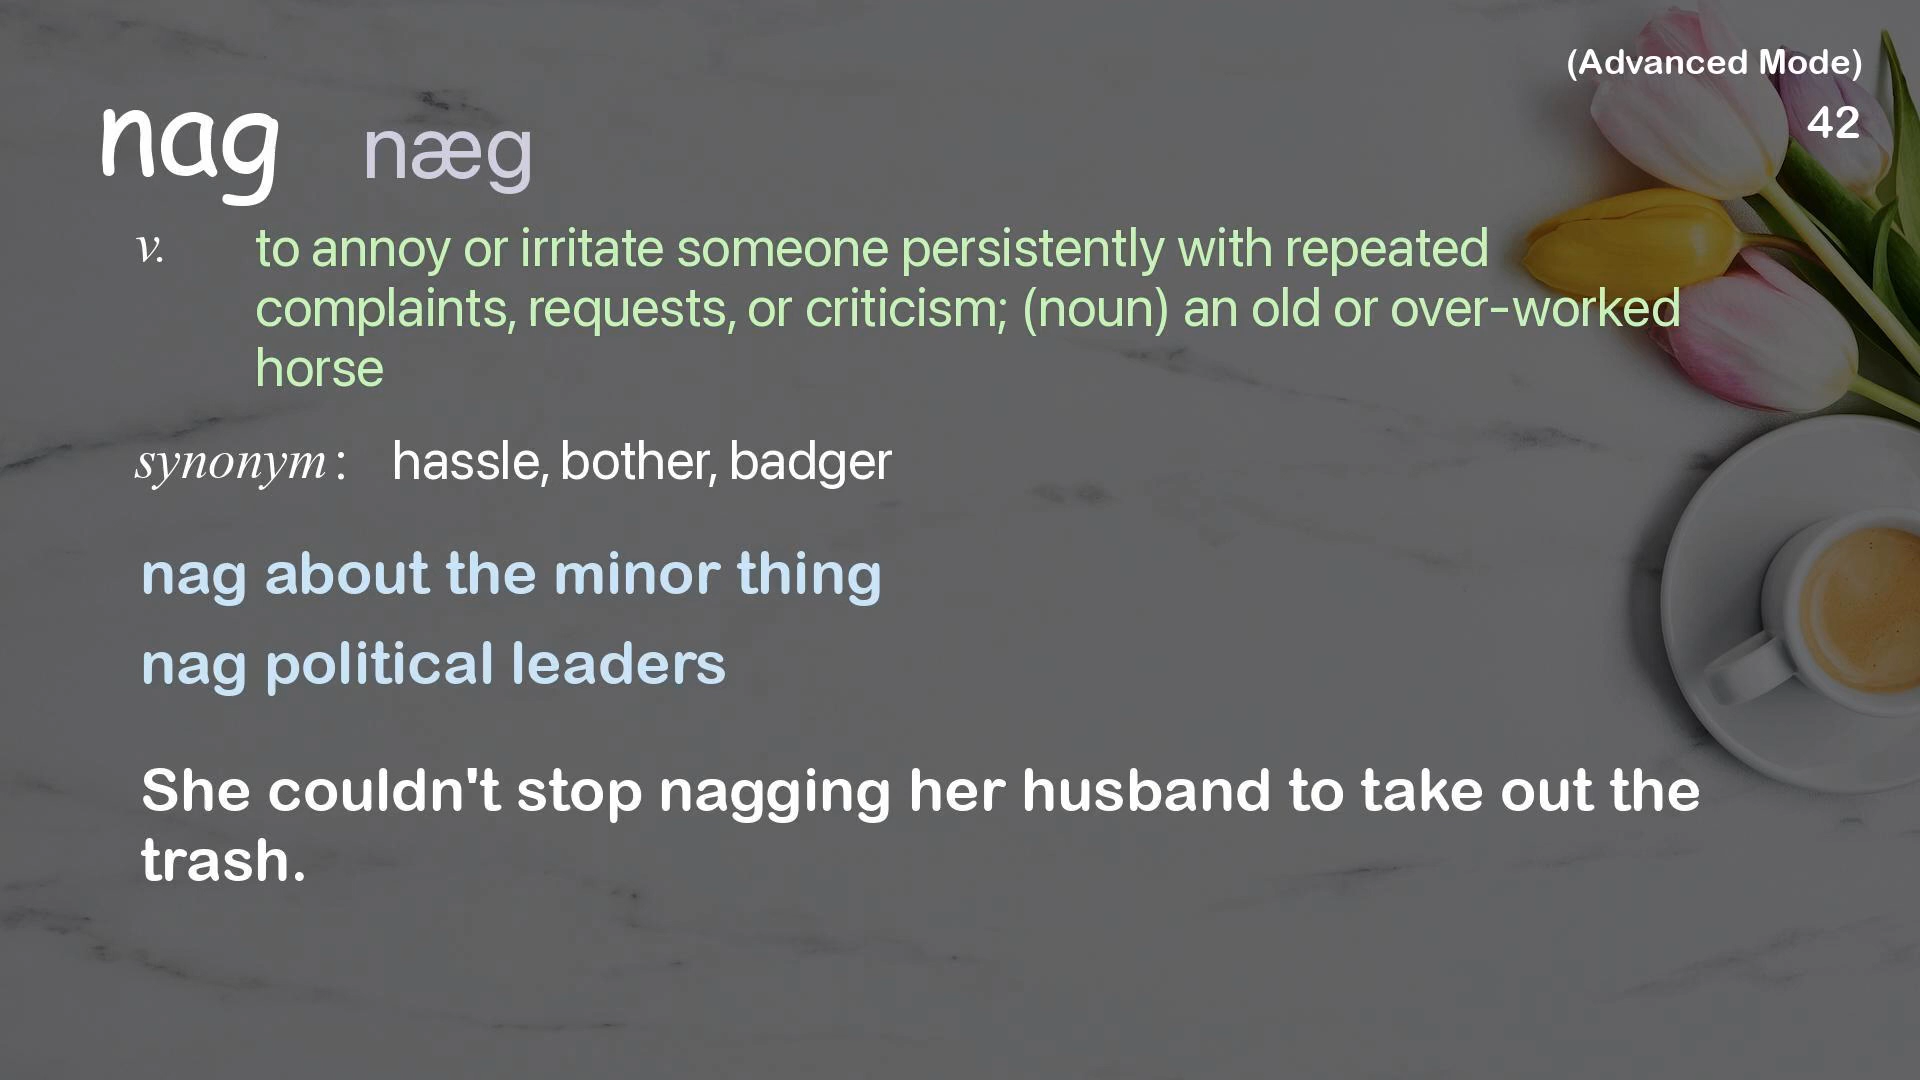 (Advanced Mode)
42
nag næg
v. to annoy or irritate someone persistently with repeated
complaints, requests, or criticism; (noun) an old or over-worked
horse
synonym: hassle, bother, badger
nag about the minor thing
nag political leaders
She couldn't stop nagging her husband to take out the
trash.